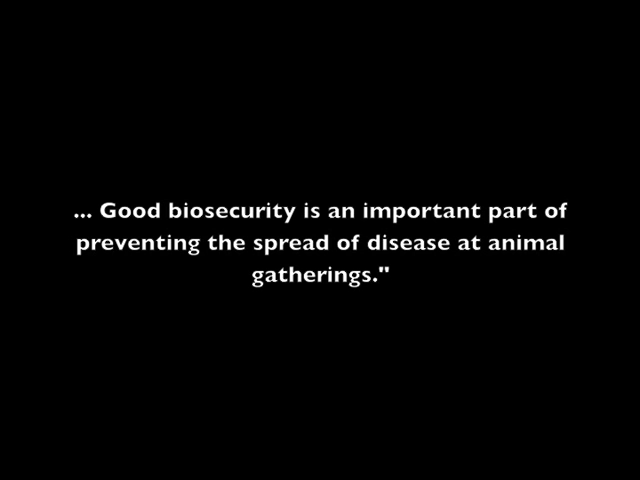 ... Good biosecurity is an important part of
preventing the spread of disease at animal
gatherings."